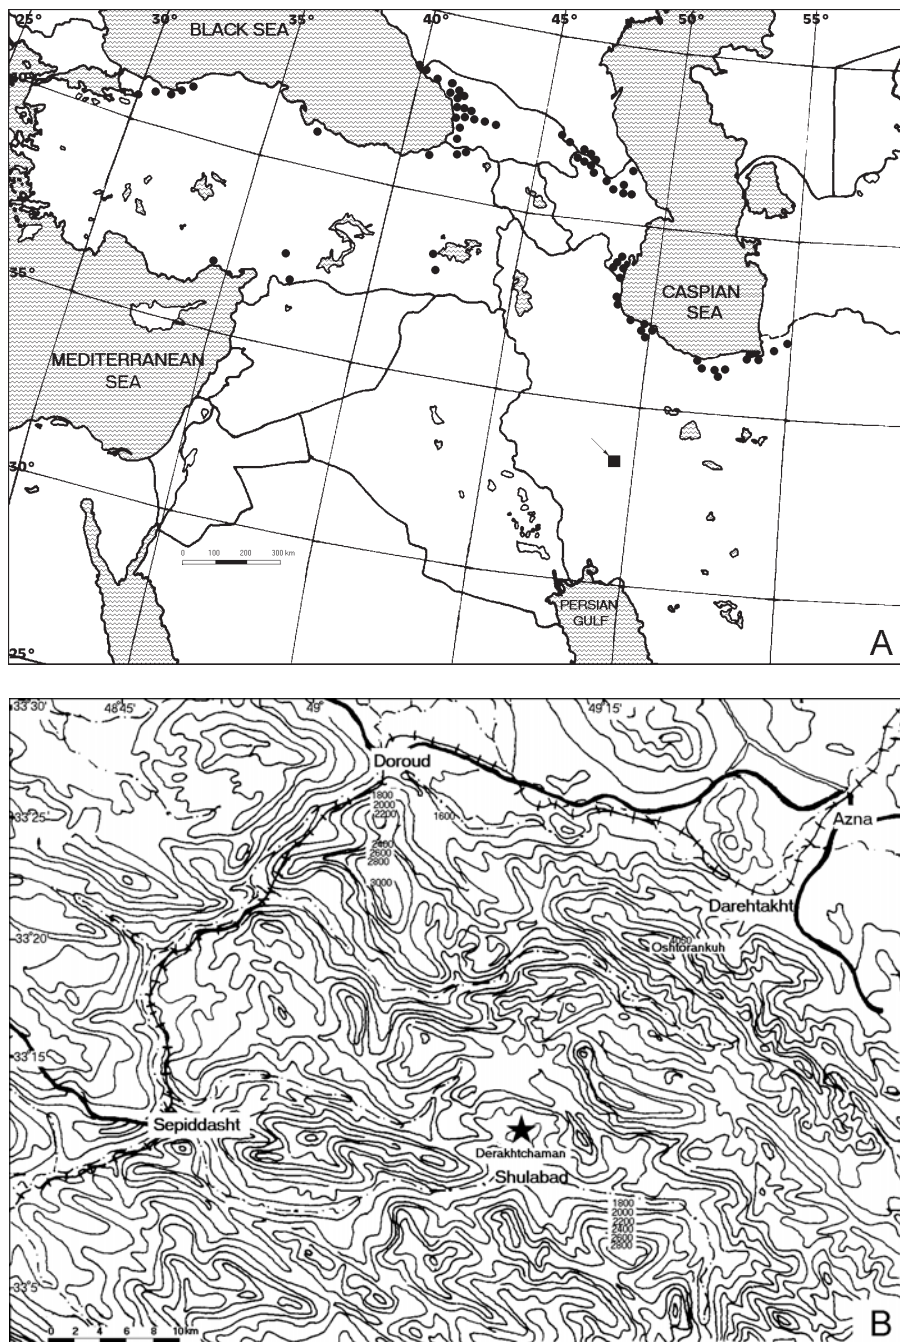 25° 30° 35° 40° 45° 50° 55°
BLACK SEA
40°
35°
CASPIAN
SEA
MEDITERRANEAN
SEA
30°
0 100 200 300 km
PERSIAN
GULF
25°
A
33 30' 48°45' 49° 49°15'
Doroud
1800
2000
2200
1600
33°25'
Azna
2400
2600
2800
3000
Darehtakht
33°20'
4050
Oshtorankuh
33°15'
Sepiddasht
Derakhtchaman
Shulabad
1800
2000
2200
2400
2600
2800
33°5'
0 2 4 6 8 10km
B